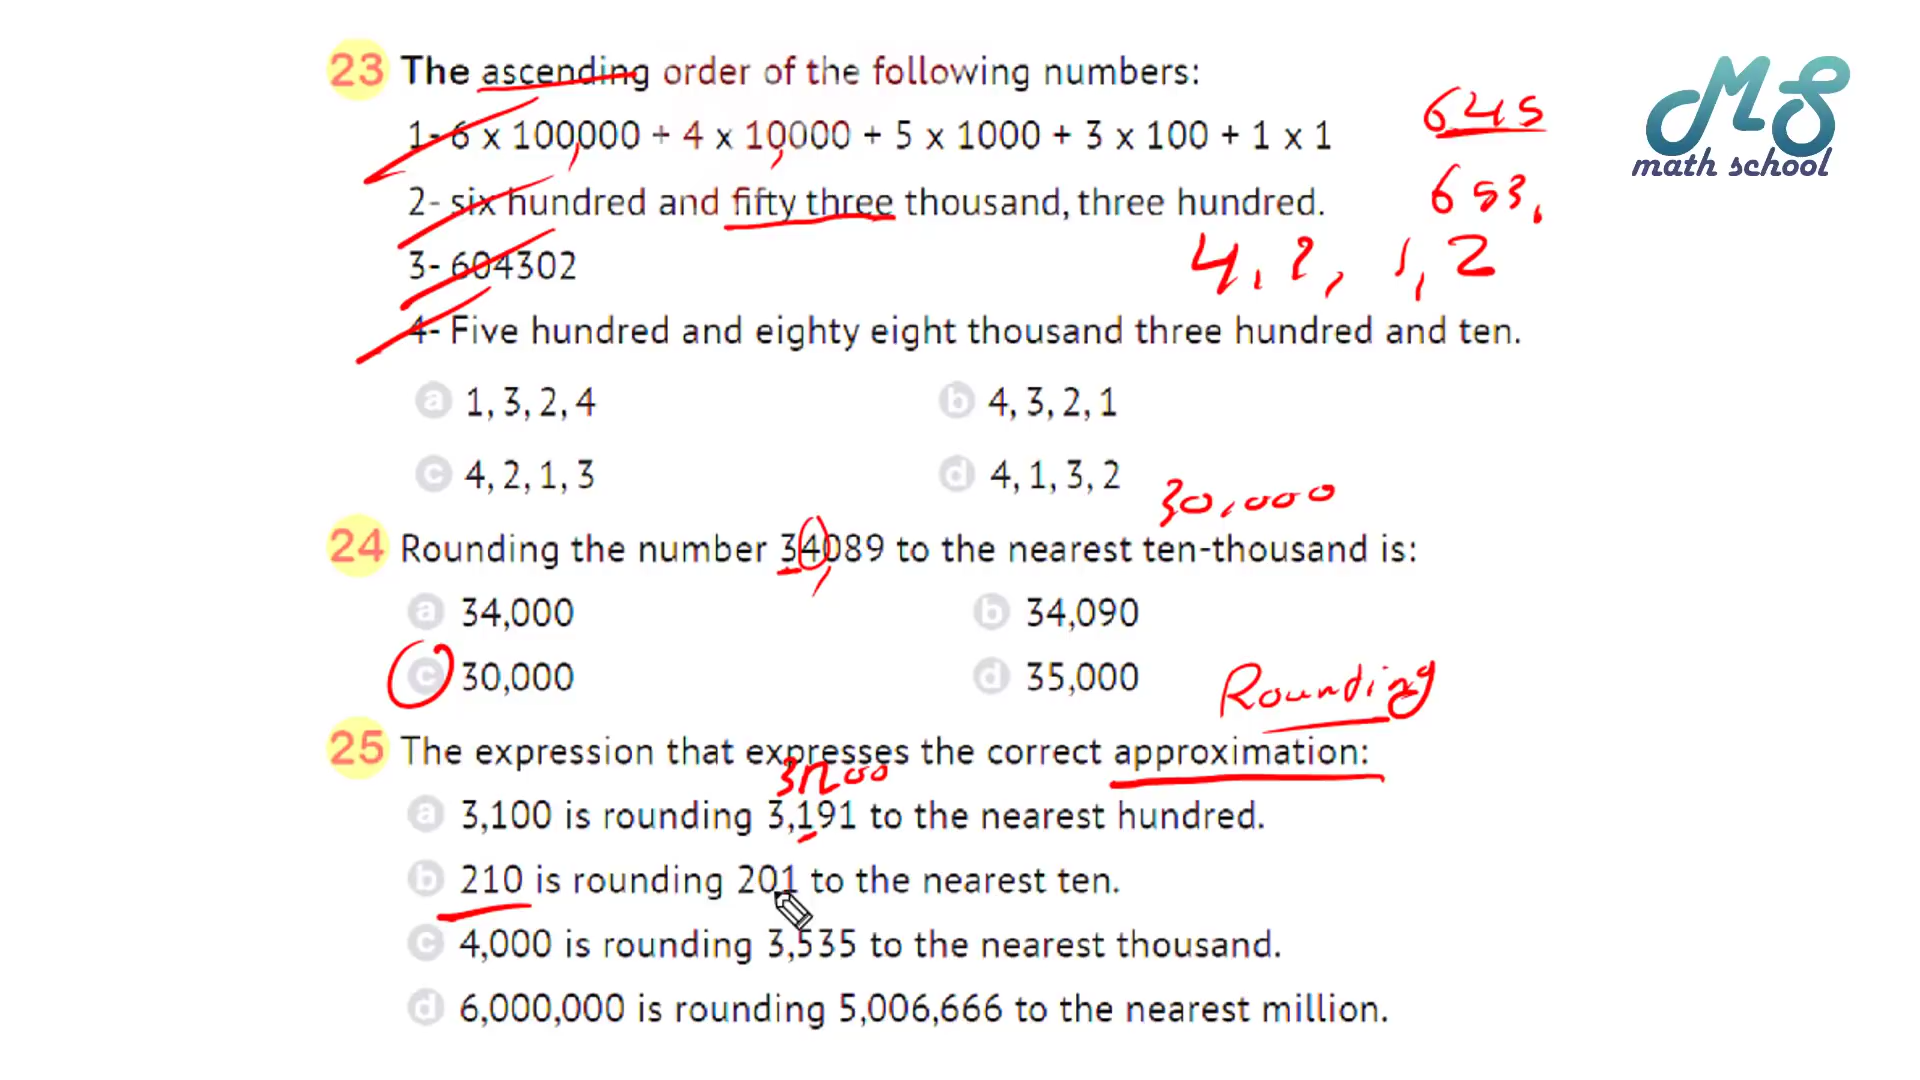 23 The ascending order of the following numbers:
1- 6 x 100,000 + 4 x 10,000 + 5 x 1000 + 3 x 100 + 1 x 1
645
MS
math school
2- six hundred and fifty three thousand, three hundred.
653,
3- 604302
4, 2, 1, 2
4- Five hundred and eighty eight thousand three hundred and ten.
a 1, 3, 2, 4
b 4, 3, 2, 1
c 4, 2, 1, 3
d 4, 1, 3, 2
30,000
24 Rounding the number 34,089 to the nearest ten-thousand is:
a 34,000
b 34,090
c 30,000
d 35,000
Rounding
25 The expression that expresses the correct approximation:
a 3,100 is rounding 3,191 to the nearest hundred.
b 210 is rounding 201 to the nearest ten.
c 4,000 is rounding 3,535 to the nearest thousand.
d 6,000,000 is rounding 5,006,666 to the nearest million.